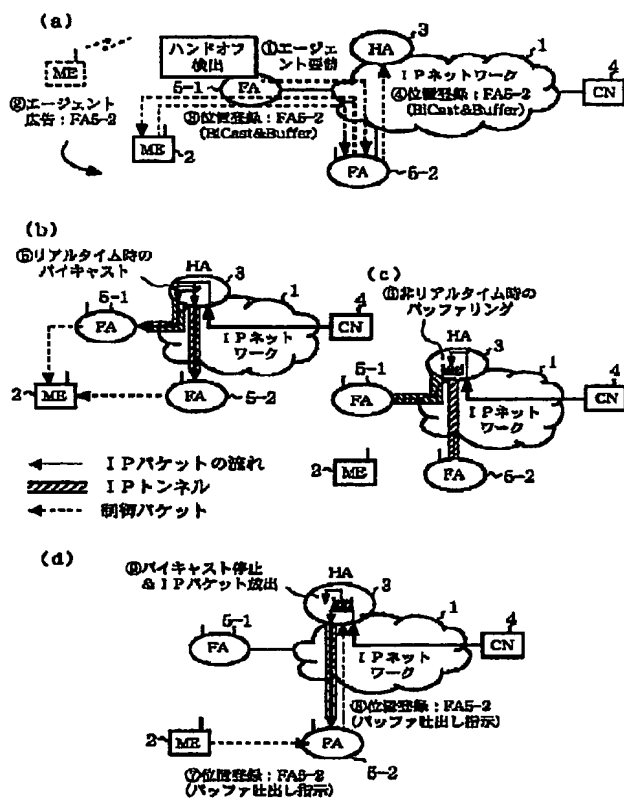 (a)
ME
ハンドオフ
検出
①エージェ
ント要請
3
HA
1
4
IPネットワーク
CN
5-1
FA
④位置登録：FA5-2
(BiCast&Buffer)
②エージェント
広告：FA5-2
③位置登録：FA5-2
(BiCast&Buffer)
ME
2
FA
5-2
(b)
⑤リアルタイム時の
バイキャスト
HA
3
1
5-1
FA
4
CN
IPネット
ワーク
2
ME
FA
5-2
(c)
⑥非リアルタイム時の
バッファリング
HA
3
1
5-1
FA
4
CN
IPネット
ワーク
2
ME
FA
5-2
IPパケットの流れ
IPトンネル
制御パケット
(d)
⑨バイキャスト停止
&IPパケット放出
HA
3
1
5-1
FA
4
CN
IPネット
ワーク
⑧位置登録：FA5-2
(バッファ吐出し指示)
2
ME
FA
5-2
⑦位置登録：FA5-2
(バッファ吐出し指示)